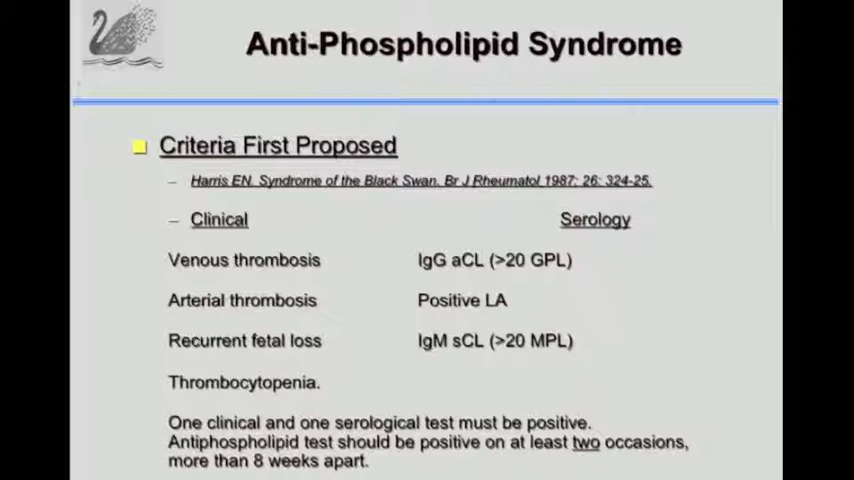 Anti-Phospholipid Syndrome
Criteria First Proposed
– Harris EN. Syndrome of the Black Swan. Br J Rheumatol 1987; 26: 324-25.
– Clinical Serology
Venous thrombosis IgG aCL (>20 GPL)
Arterial thrombosis Positive LA
Recurrent fetal loss IgM sCL (>20 MPL)
Thrombocytopenia.
One clinical and one serological test must be positive.
Antiphospholipid test should be positive on at least two occasions,
more than 8 weeks apart.